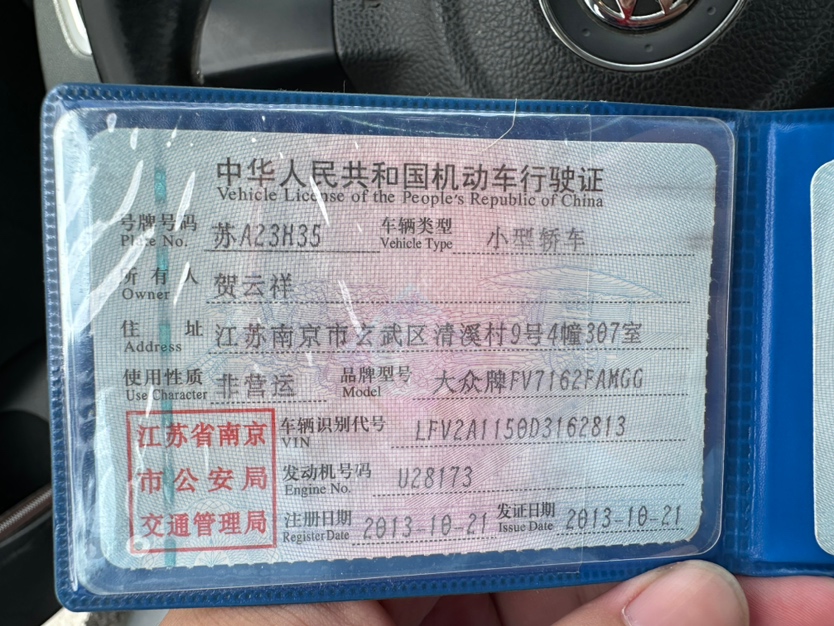 中华人民共和国机动车行驶证
Vehicle License of the People's Republic of China
号牌号码 苏A23H35 车辆类型 小型轿车
Plate No. Vehicle Type
所有人 贺云祥
Owner
住址 江苏南京市玄武区清溪村9号4幢307室
Address
使用性质 非营运 品牌型号 大众牌FV7162FAMGG
Use Character Model
江苏省南京
市公安局
交通管理局
车辆识别代号 LFV2A1150D3162813
VIN
发动机号码 U28173
Engine No.
注册日期 2013-10-21 发证日期 2013-10-21
Register Date Issue Date